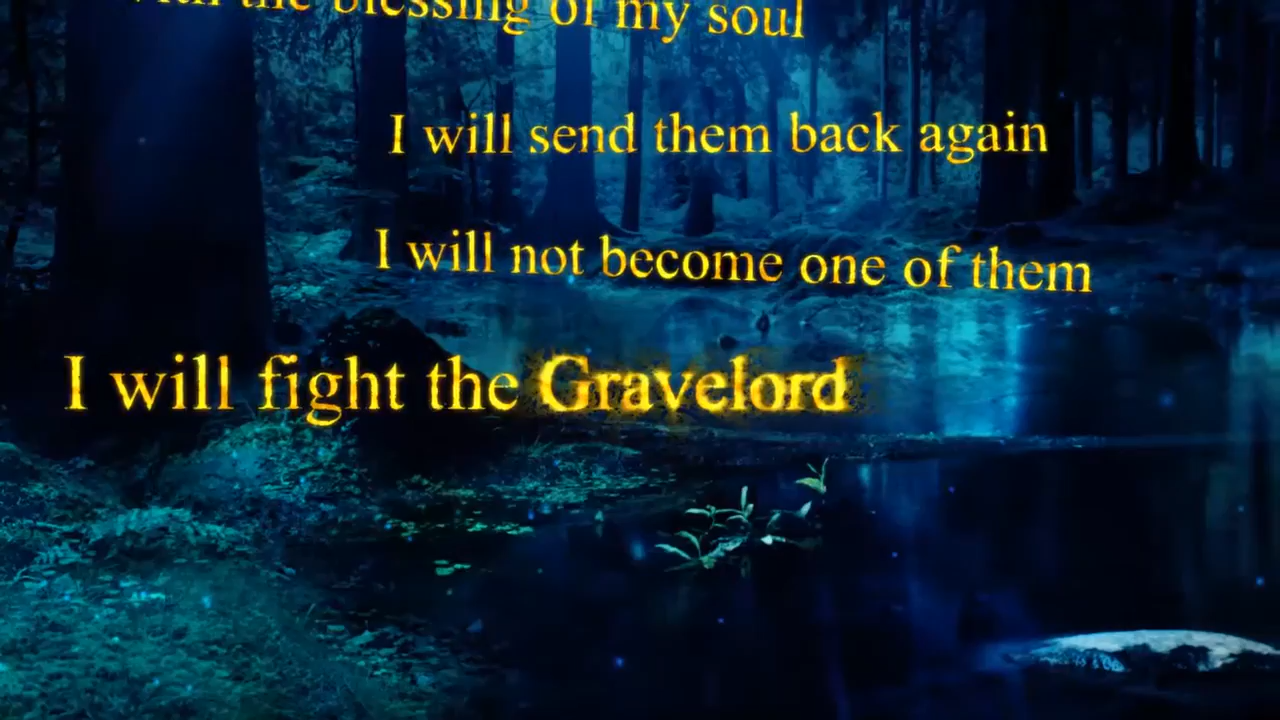 with the blessing of my soul
I will send them back again
I will not become one of them
I will fight the Gravelord